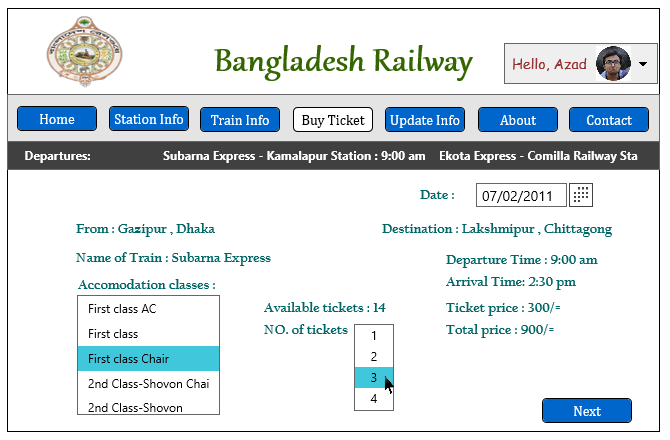 Bangladesh Railway
Hello, Azad
Home
Station Info
Train Info
Buy Ticket
Update Info
About
Contact
Departures: Subarna Express - Kamalapur Station : 9:00 am Ekota Express - Comilla Railway Sta
Date : 07/02/2011
From : Gazipur , Dhaka
Destination : Lakshmipur , Chittagong
Name of Train : Subarna Express
Departure Time : 9:00 am
Arrival Time: 2:30 pm
Accomodation classes :
First class AC
First class
First class Chair
2nd Class-Shovon Chai
2nd Class-Shovon
Available tickets : 14
NO. of tickets
1
2
3
4
Ticket price : 300/=
Total price : 900/=
Next